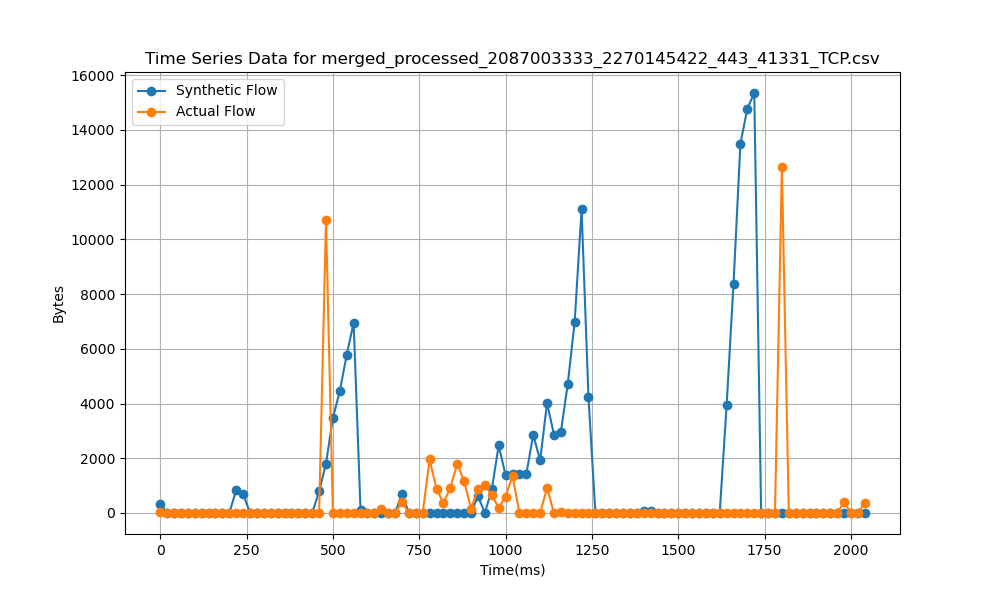 Time Series Data for merged_processed_2087003333_2270145422_443_41331_TCP.csv
Synthetic Flow
Actual Flow
16000
14000
12000
10000
8000
6000
4000
2000
0
Bytes
0 250 500 750 1000 1250 1500 1750 2000
Time(ms)